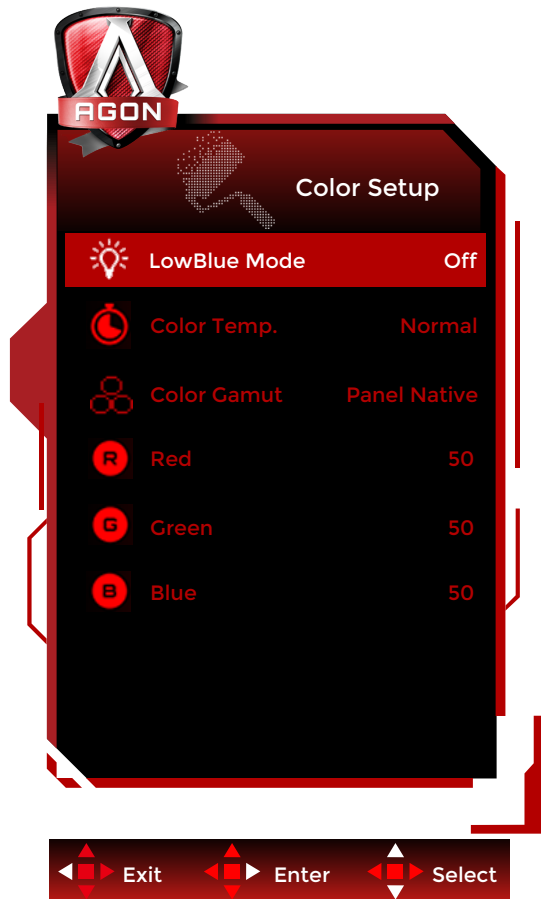 AGON
Color Setup
LowBlue Mode Off
Color Temp. Normal
Color Gamut Panel Native
R Red 50
G Green 50
B Blue 50
Exit Enter Select